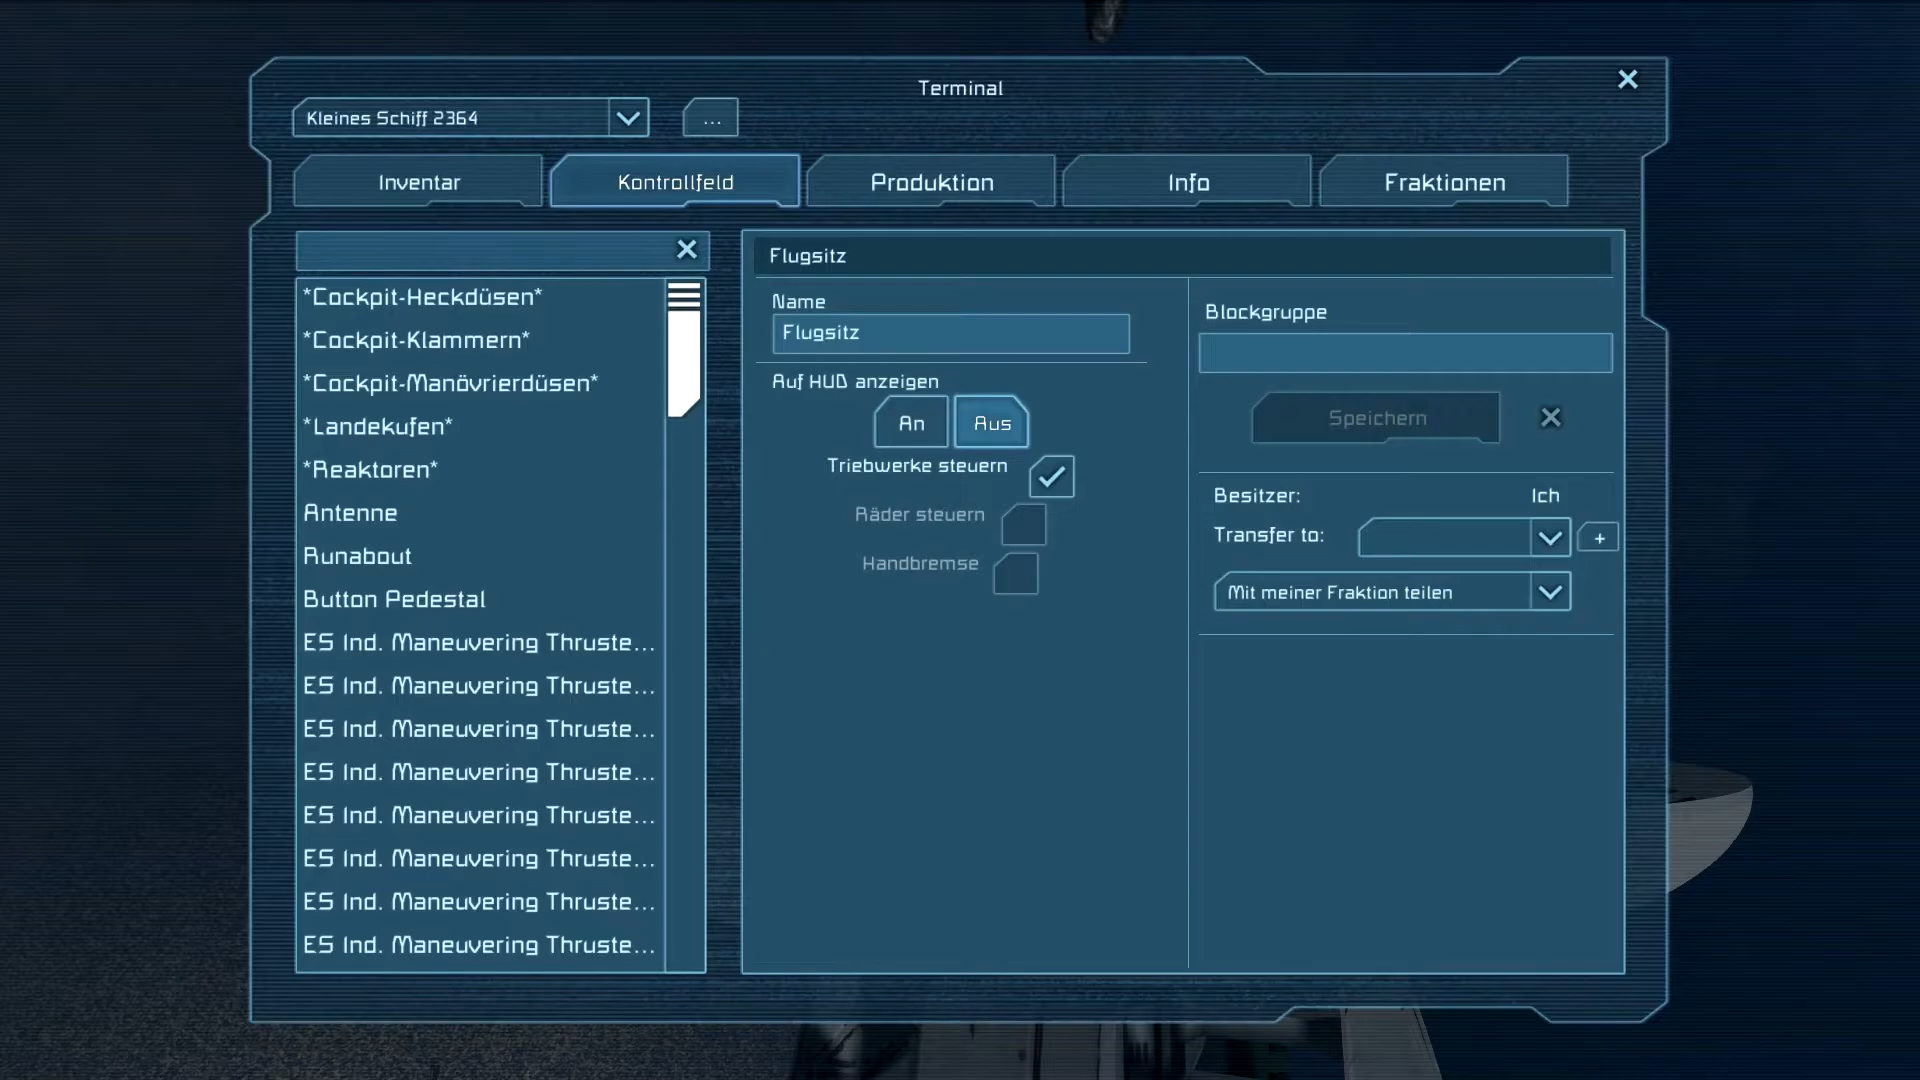 Terminal
Kleines Schiff 2364
...
Inventar
Kontrollfeld
Produktion
Info
Fraktionen
*Cockpit-Heckdüsen*
*Cockpit-Klammern*
*Cockpit-Manövrierdüsen*
*Landekufen*
*Reaktoren*
Antenne
Runabout
Button Pedestal
ES Ind. Maneuvering Thruste...
ES Ind. Maneuvering Thruste...
ES Ind. Maneuvering Thruste...
ES Ind. Maneuvering Thruste...
ES Ind. Maneuvering Thruste...
ES Ind. Maneuvering Thruste...
ES Ind. Maneuvering Thruste...
ES Ind. Maneuvering Thruste...
Flugsitz
Name
Flugsitz
Auf HUD anzeigen
An
Aus
Triebwerke steuern
Räder steuern
Handbremse
Blockgruppe
Speichern
Besitzer: Ich
Transfer to:
+
Mit meiner Fraktion teilen